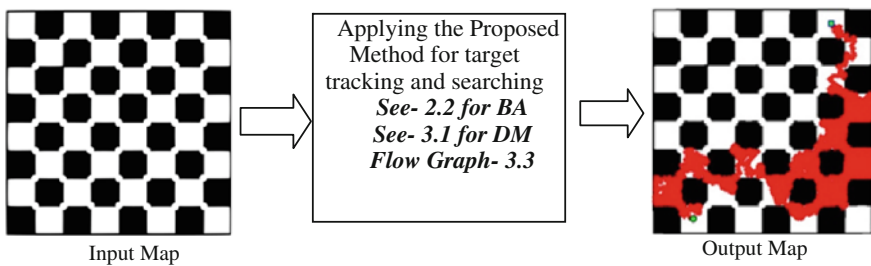 Applying the Proposed
Method for target
tracking and searching
See- 2.2 for BA
See- 3.1 for DM
Flow Graph- 3.3
Input Map
Output Map